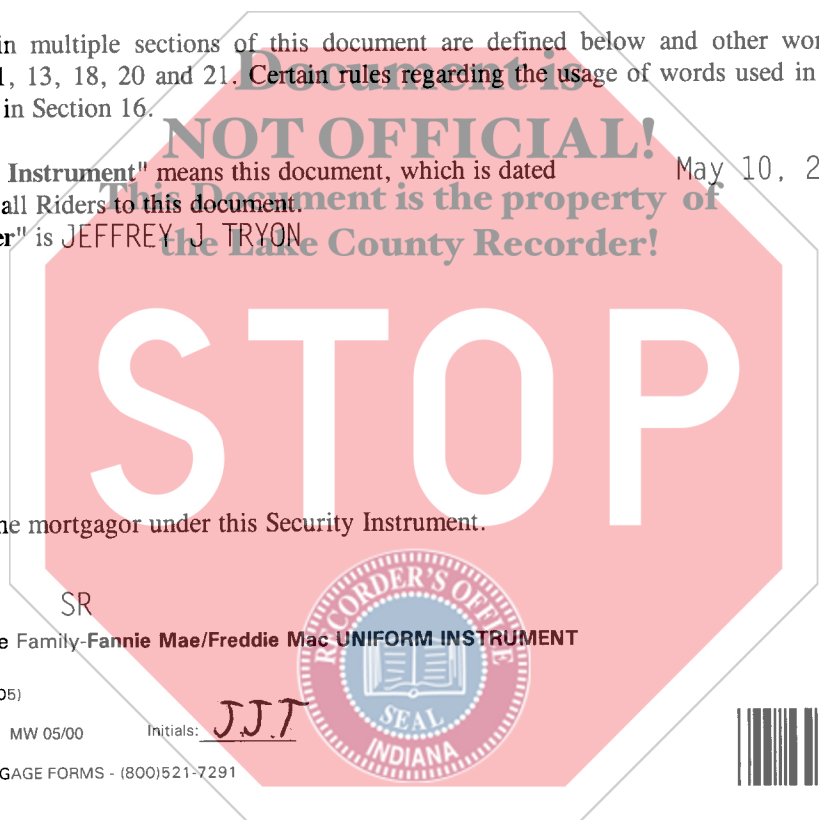 in multiple sections of this document are defined below and other wor
1, 13, 18, 20 and 21. Certain rules regarding the usage of words used in
in Section 16.
Document is
NOT OFFICIAL!
This Document is the property of
the Lake County Recorder!
Instrument" means this document, which is dated May 10, 2
all Riders to this document.
er" is JEFFREY J TRYON
STOP
he mortgagor under this Security Instrument.
SR
e Family-Fannie Mae/Freddie Mac UNIFORM INSTRUMENT
05)
MW 05/00 Initials: J.J.T
GAGE FORMS - (800)521-7291
RECORDER'S OFFICE
SEAL
INDIANA